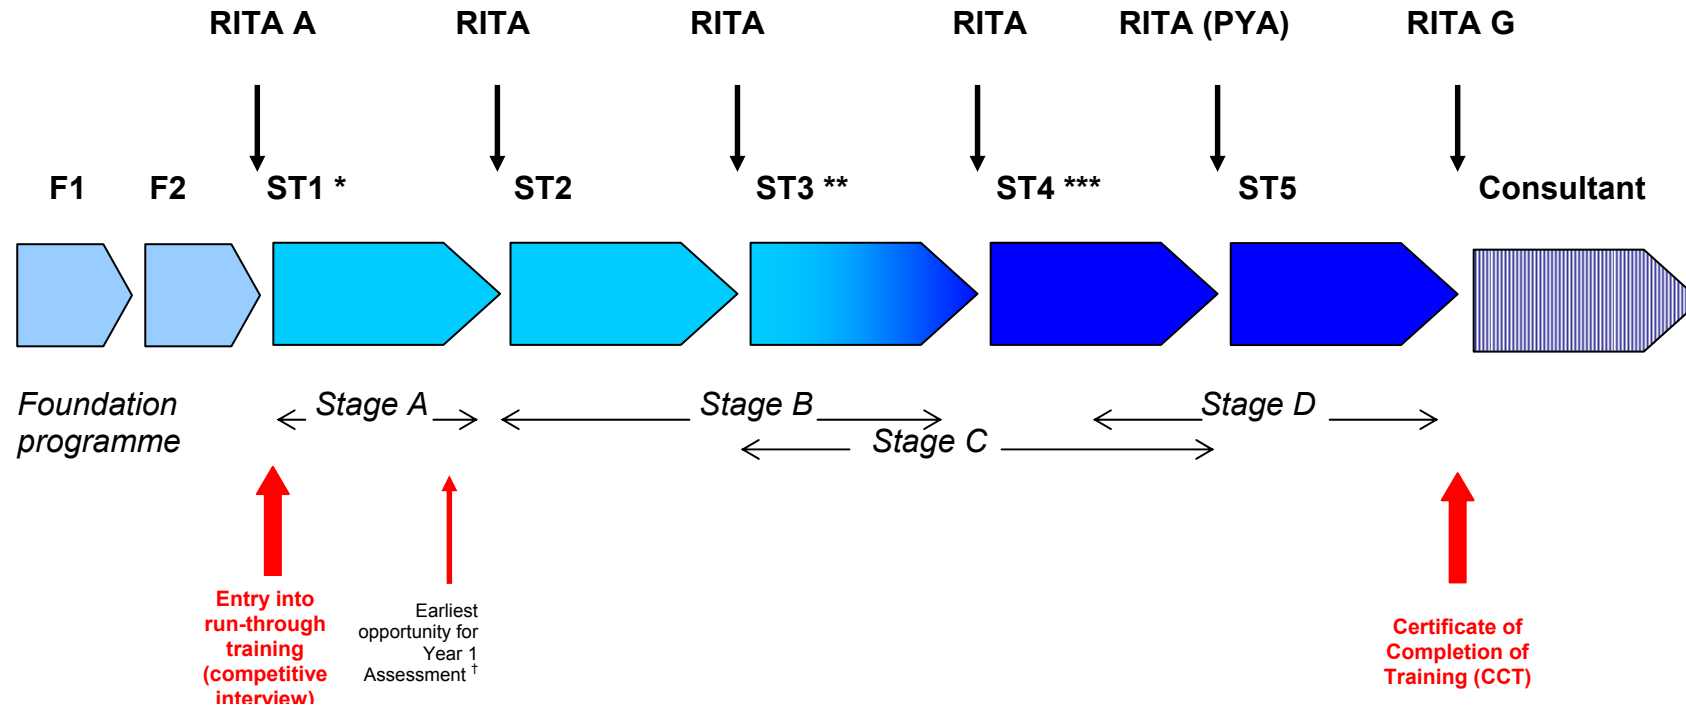 RITA A RITA RITA RITA RITA (PYA) RITA G
F1 F2 ST1 * ST2 ST3 ** ST4 *** ST5 Consultant
Foundation
programme
Stage A
Stage B
Stage D
Stage C
Entry into
run-through
training
(competitive
interview)
Earliest
opportunity for
Year 1
Assessment †
Certificate of
Completion of
Training (CCT)